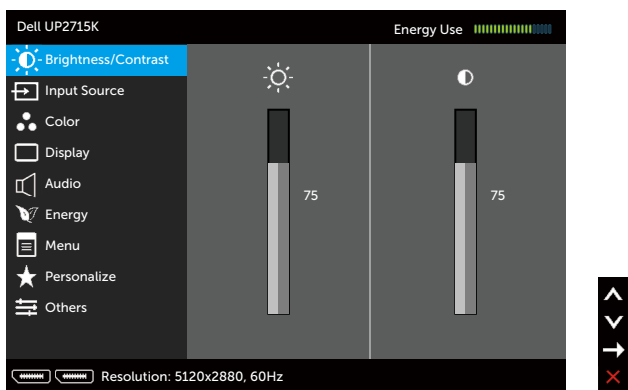 Dell UP2715K
Energy Use
Brightness/Contrast
Input Source
Color
Display
Audio
Energy
Menu
Personalize
Others
75
75
Resolution: 5120x2880, 60Hz